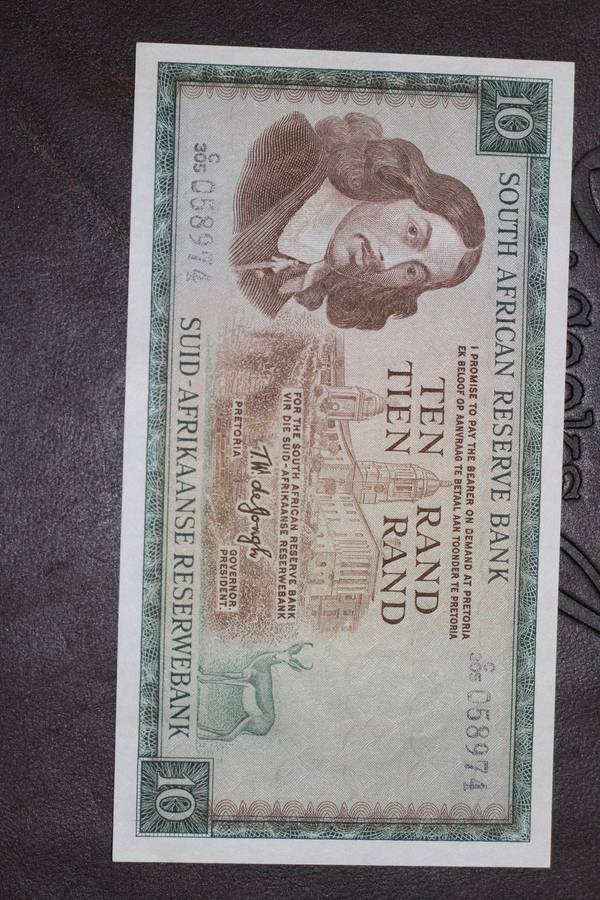 10
SOUTH AFRICAN RESERVE BANK
I PROMISE TO PAY THE BEARER ON DEMAND AT PRETORIA
EK BELOOF OP AANVRAAG TE BETAAL AAN TOONDER TE PRETORIA
C
305 058974
TEN RAND
TIEN RAND
FOR THE SOUTH AFRICAN RESERVE BANK
VIR DIE SUID-AFRIKAANSE RESERWEBANK
T.W. de Jongh
PRETORIA
GOVERNOR.
PRESIDENT.
C
305 058974
SUID-AFRIKAANSE RESERWEBANK
10